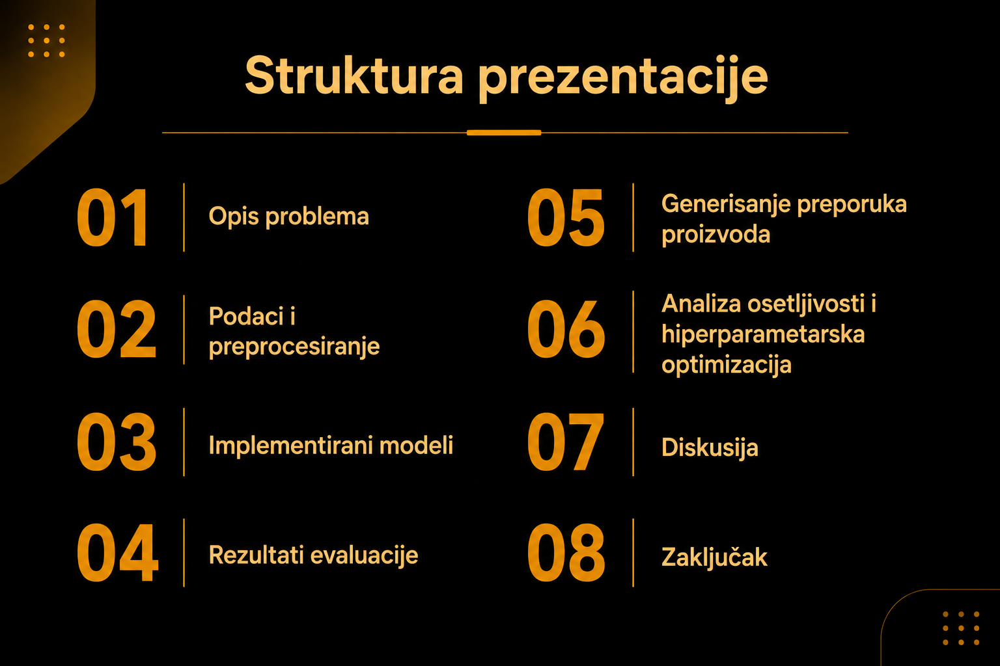 Struktura prezentacije
01
Opis problema
02
Podaci i
preprocesiranje
03
Implementirani modeli
04
Rezultati evaluacije
05
Generisanje preporuka
proizvoda
06
Analiza osetljivosti i
hiperparametarska
optimizacija
07
Diskusija
08
Zaključak